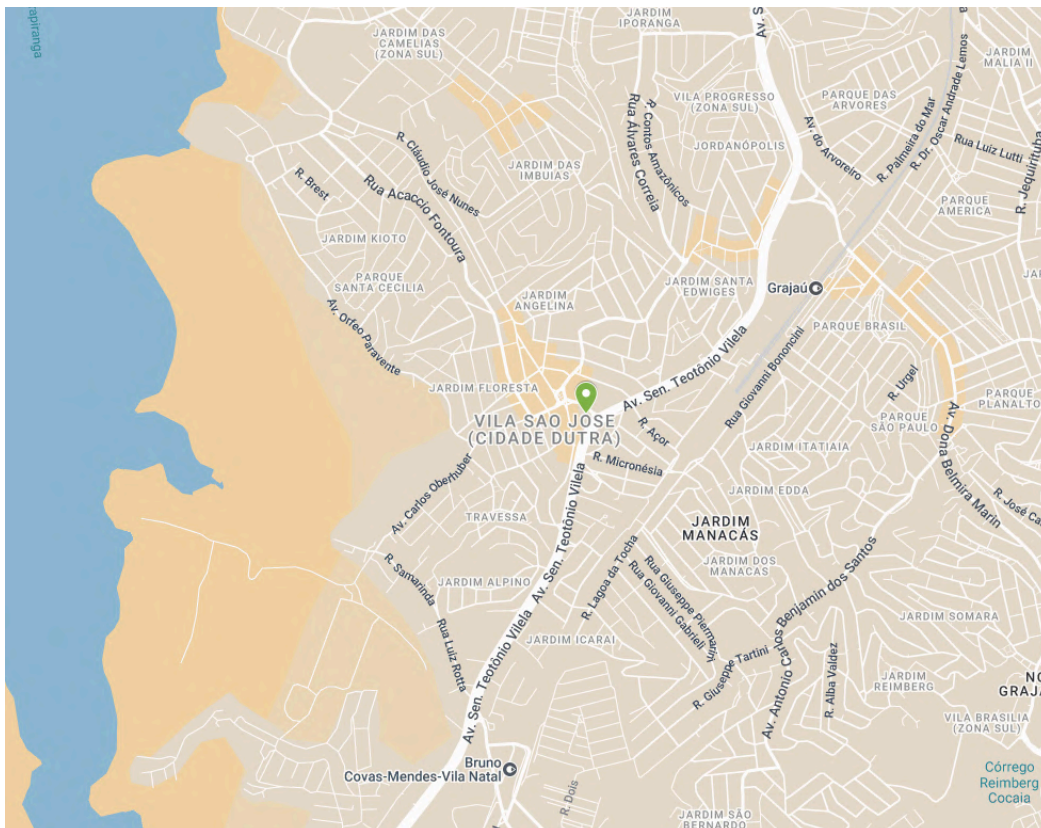 JARDIM
IPORANGA
Av. S
JARDIM DAS
CAMELIAS
(ZONA SUL)
arapiranga
JARDIM
MALIA II
VILA PROGRESSO
(ZONA SUL)
PARQUE DAS
ARVORES
R. Dr. Oscar Andrade Lemos
R. Palmeira do Mar
Av. do Arvoreiro
Rua Luiz Lutti
R. Jequirituba
R. Contos Amazônicos
Rua Álvares Correia
JORDANÓPOLIS
R. Cláudio José Nunes
JARDIM DAS
IMBUIAS
R. Brest
Rua Acaccio Fontoura
PARQUE
AMERICA
JARDIM KIOTO
PARQUE
SANTA CECILIA
JARDIM SANTA
EDWIGES
Grajaú
JA
JARDIM
ANGELINA
Av. Orfeo Paravente
PARQUE BRASIL
Av. Sen. Teotônio Vilela
Rua Giovanni Bononcini
R. Urgel
JARDIM FLORESTA
PARQUE
PLANALTO
VILA SAO JOSE
(CIDADE DUTRA)
R. Açor
PARQUE
SÃO PAULO
Av. Dona Belmira Marin
JARDIM ITATIAIA
R. Micronésia
Av. Carlos Oberhuber
JARDIM EDDA
R. José Ca
TRAVESSA
Av. Sen. Teotônio Vilela
JARDIM
MANACÁS
JARDIM DOS
MANACÁS
R. Samarinda
JARDIM ALPINO
R. Lagoa da Tocha
Rua Giuseppe Piermarini
Rua Giovanni Gabrieli
Av. Antonio Carlos Benjamin dos Santos
JARDIM SOMARA
Rua Luiz Rotta
JARDIM ICARAI
R. Giuseppe Tartini
R. Alba Valdez
JARDIM
REIMBERG
NO
GRAJA
Av. Sen. Teotônio Vilela
VILA BRASILIA
(ZONA SUL)
Bruno
Covas-Mendes-Vila Natal
R. Dois
Córrego
Reimberg
Cocaia
JARDIM SÃO
BERNARDO